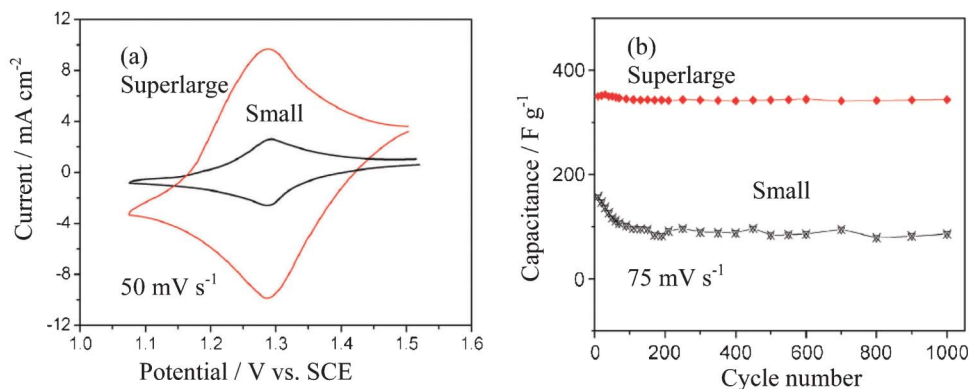 12
8
4
0
-4
-8
-12
Current / mA cm⁻²
(a)
Superlarge
Small
50 mV s⁻¹
1.0 1.1 1.2 1.3 1.4 1.5 1.6
Potential / V vs. SCE
400
200
0
Capacitance / F g⁻¹
(b)
Superlarge
Small
75 mV s⁻¹
0 200 400 600 800 1000
Cycle number